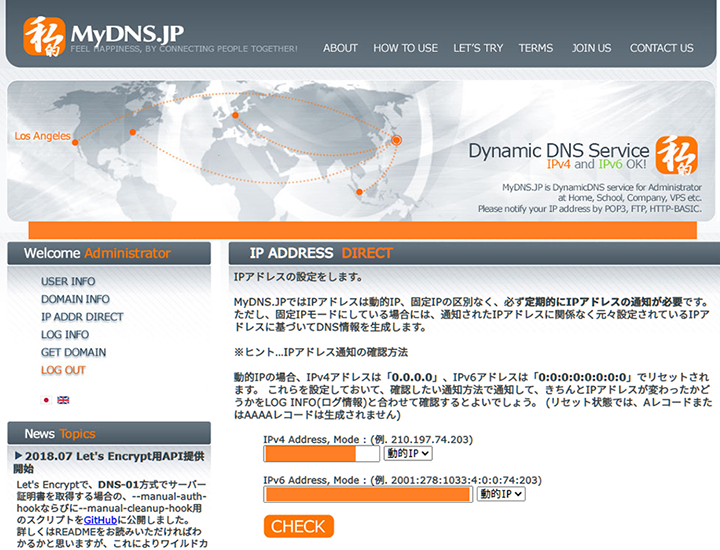 私的
MyDNS.JP
FEEL HAPPINESS, BY CONNECTING PEOPLE TOGETHER!
ABOUT HOW TO USE LET'S TRY TERMS JOIN US CONTACT US
Los Angeles
Dynamic DNS Service
IPv4 and IPv6 OK!
私的
MyDNS.JP is DynamicDNS service for Administrator
at Home, School, Company, VPS etc.
Please notify your IP address by POP3, FTP, HTTP-BASIC.
Welcome Administrator
USER INFO
DOMAIN INFO
IP ADDR DIRECT
LOG INFO
GET DOMAIN
LOG OUT
News Topics
2018.07 Let's Encrypt用API提供
開始
Let's Encryptで、DNS-01方式でサーバー
証明書を取得する場合の、--manual-auth-
hookならびに--manual-cleanup-hook用
のスクリプトをGitHubに公開しました。
詳しくはREADMEをお読みいただければわ
かるかと思いますが、これによりワイルドカ
IP ADDRESS DIRECT
IPアドレスの設定をします。
MyDNS.JPではIPアドレスは動的IP、固定IPの区別なく、必ず定期的にIPアドレスの通知が必要です。
ただし、固定IPモードにしている場合には、通知されたIPアドレスに関係なく元々設定されているIPア
ドレスに基づいてDNS情報を生成します。
※ヒント...IPアドレス通知の確認方法
動的IPの場合、IPv4アドレスは「0.0.0.0」、IPv6アドレスは「0:0:0:0:0:0:0:0」でリセットされ
ます。 これらを設定しておいて、確認したい通知方法で通知して、きちんとIPアドレスが変わったかど
うかをLOG INFO(ログ情報)と合わせて確認するとよいでしょう。 (リセット状態では、Aレコードまた
はAAAAレコードは生成されません)
IPv4 Address, Mode : (例. 210.197.74.203)
動的IP
IPv6 Address, Mode : (例. 2001:278:1033:4:0:0:74:203)
動的IP
CHECK